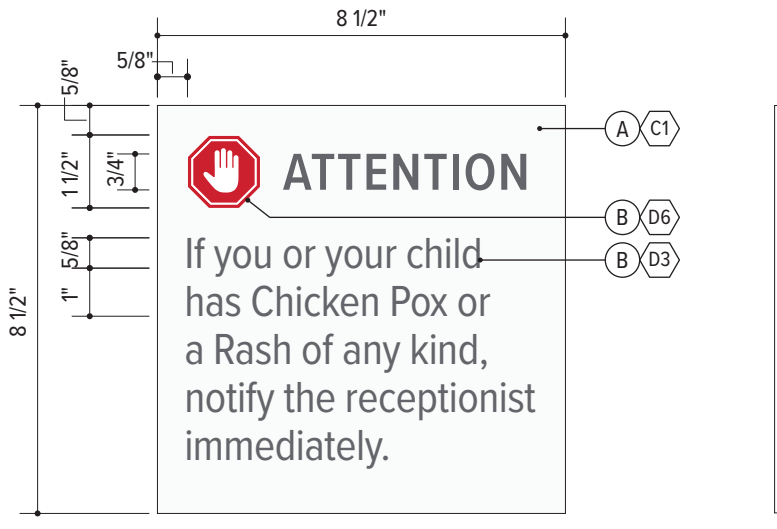 8 1/2"
5/8"
5/8"
1 1/2"
3/4"
5/8"
1"
8 1/2"
ATTENTION
If you or your child
has Chicken Pox or
a Rash of any kind,
notify the receptionist
immediately.
A C1
B D6
B D3